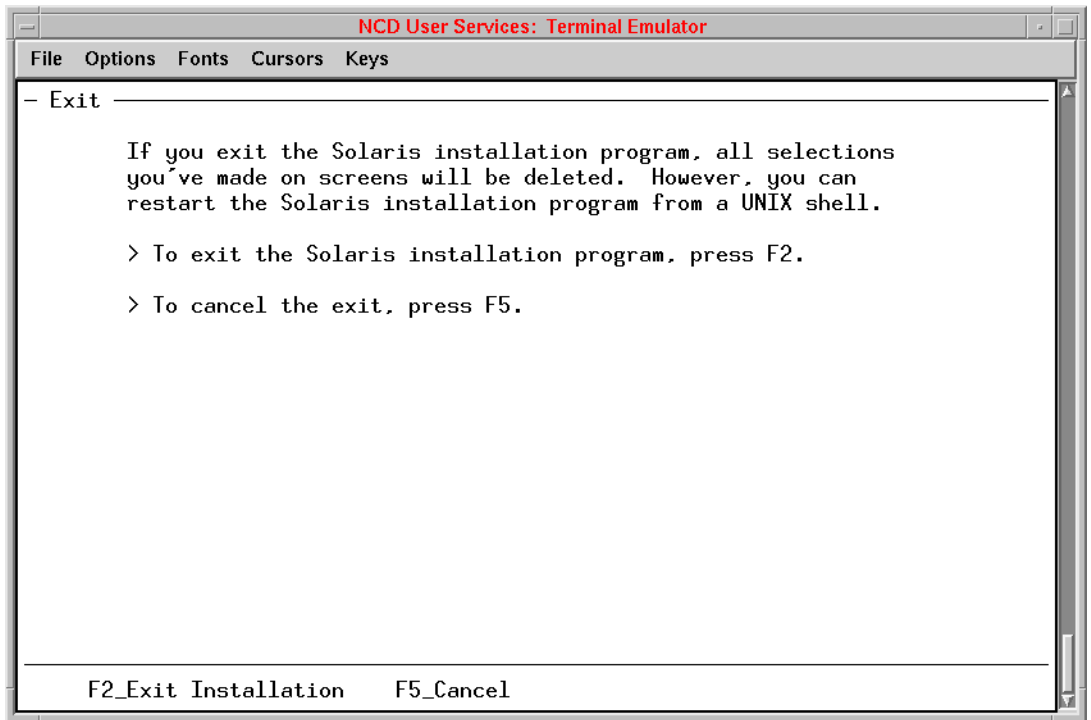 NCD User Services: Terminal Emulator
File Options Fonts Cursors Keys
Exit
If you exit the Solaris installation program, all selections
you´ve made on screens will be deleted. However, you can
restart the Solaris installation program from a UNIX shell.
> To exit the Solaris installation program, press F2.
> To cancel the exit, press F5.
F2_Exit Installation F5_Cancel